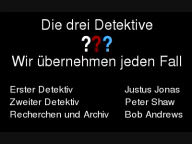 Die drei Detektive
???
Wir übernehmen jeden Fall
Erster Detektiv Justus Jonas
Zweiter Detektiv Peter Shaw
Recherchen und Archiv Bob Andrews